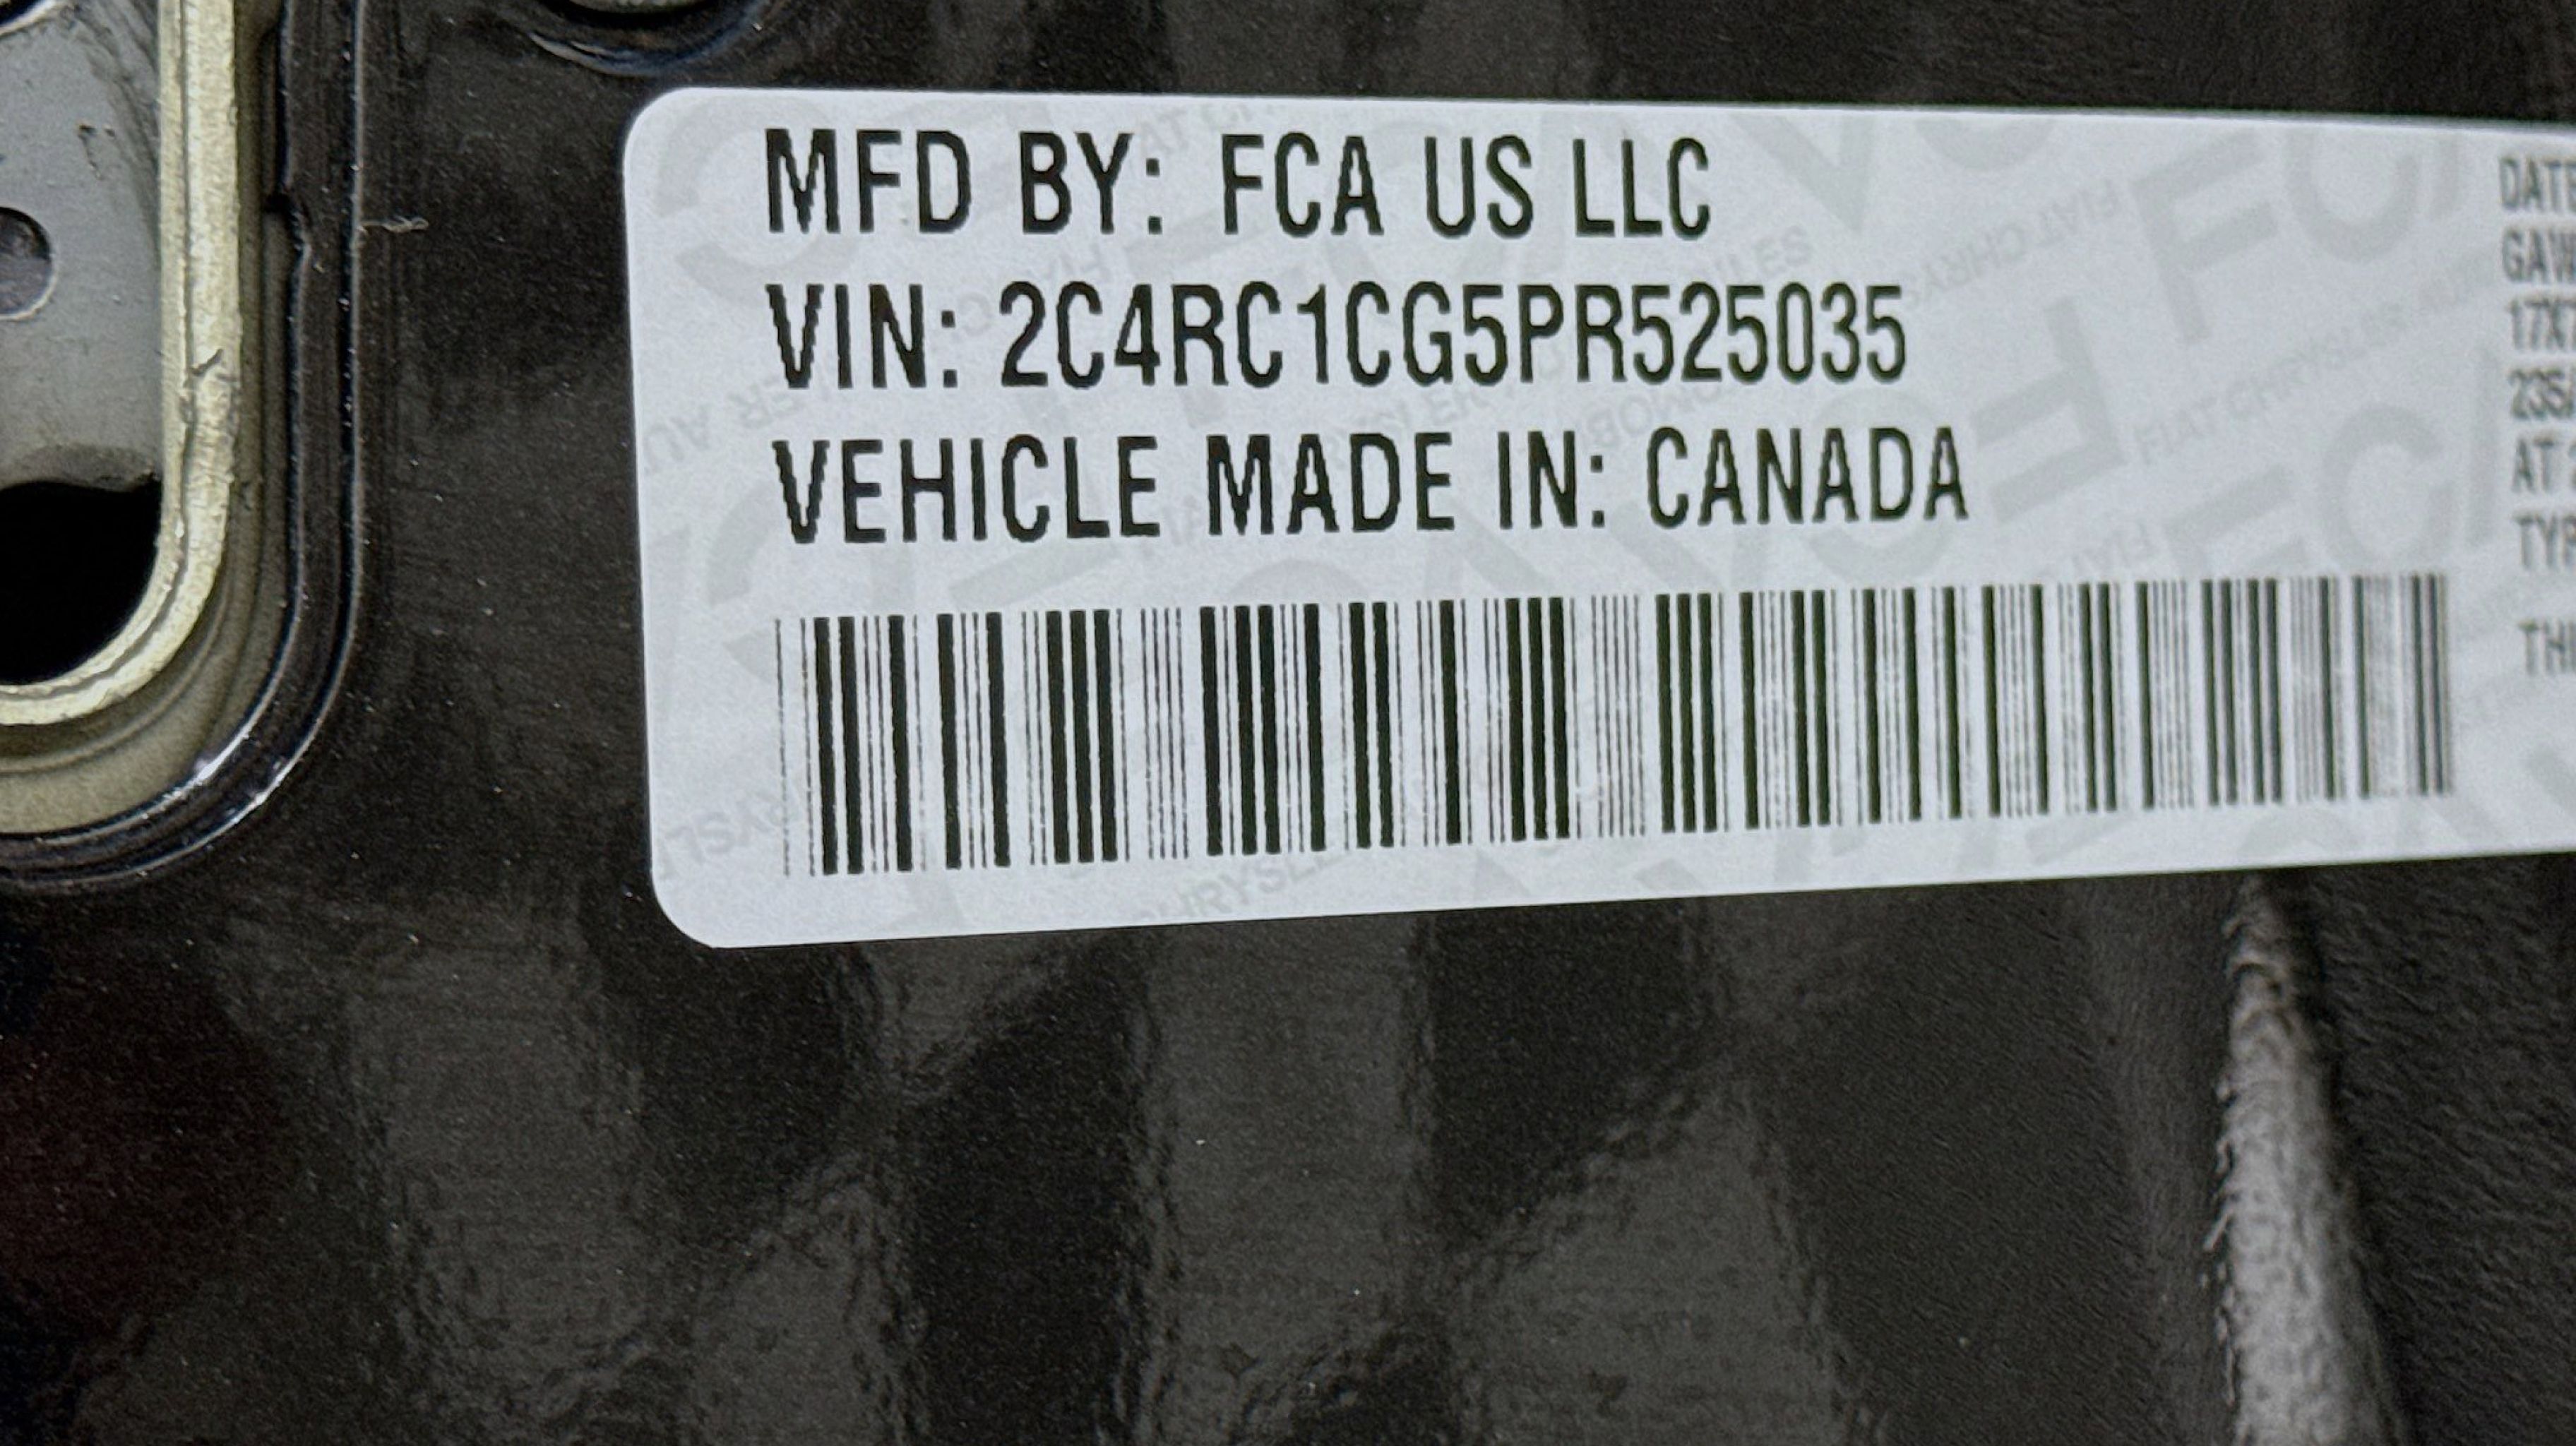 MFD BY: FCA US LLC
VIN: 2C4RC1CG5PR525035
VEHICLE MADE IN: CANADA